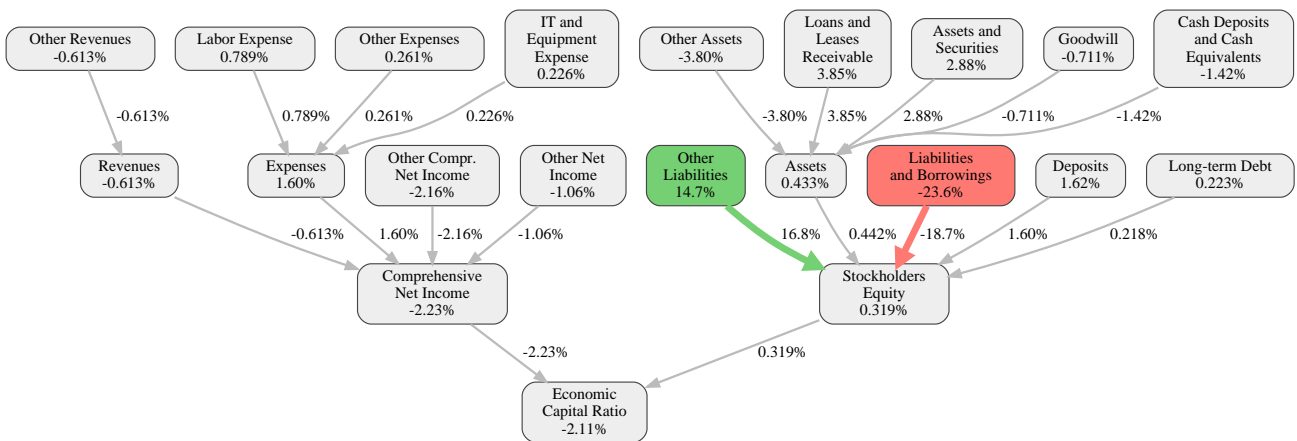 Other Revenues
-0.613%
Labor Expense
0.789%
Other Expenses
0.261%
IT and
Equipment
Expense
0.226%
Other Assets
-3.80%
Loans and
Leases
Receivable
3.85%
Assets and
Securities
2.88%
Goodwill
-0.711%
Cash Deposits
and Cash
Equivalents
-1.42%
-0.613%
0.789%
0.261%
0.226%
-3.80%
3.85%
2.88%
-0.711%
-1.42%
Revenues
-0.613%
Expenses
1.60%
Other Compr.
Net Income
-2.16%
Other Net
Income
-1.06%
Other
Liabilities
14.7%
Assets
0.433%
Liabilities
and Borrowings
-23.6%
Deposits
1.62%
Long-term Debt
0.223%
-0.613%
1.60%
-2.16%
-1.06%
16.8%
0.442%
-18.7%
1.60%
0.218%
Comprehensive
Net Income
-2.23%
Stockholders
Equity
0.319%
-2.23%
0.319%
Economic
Capital Ratio
-2.11%